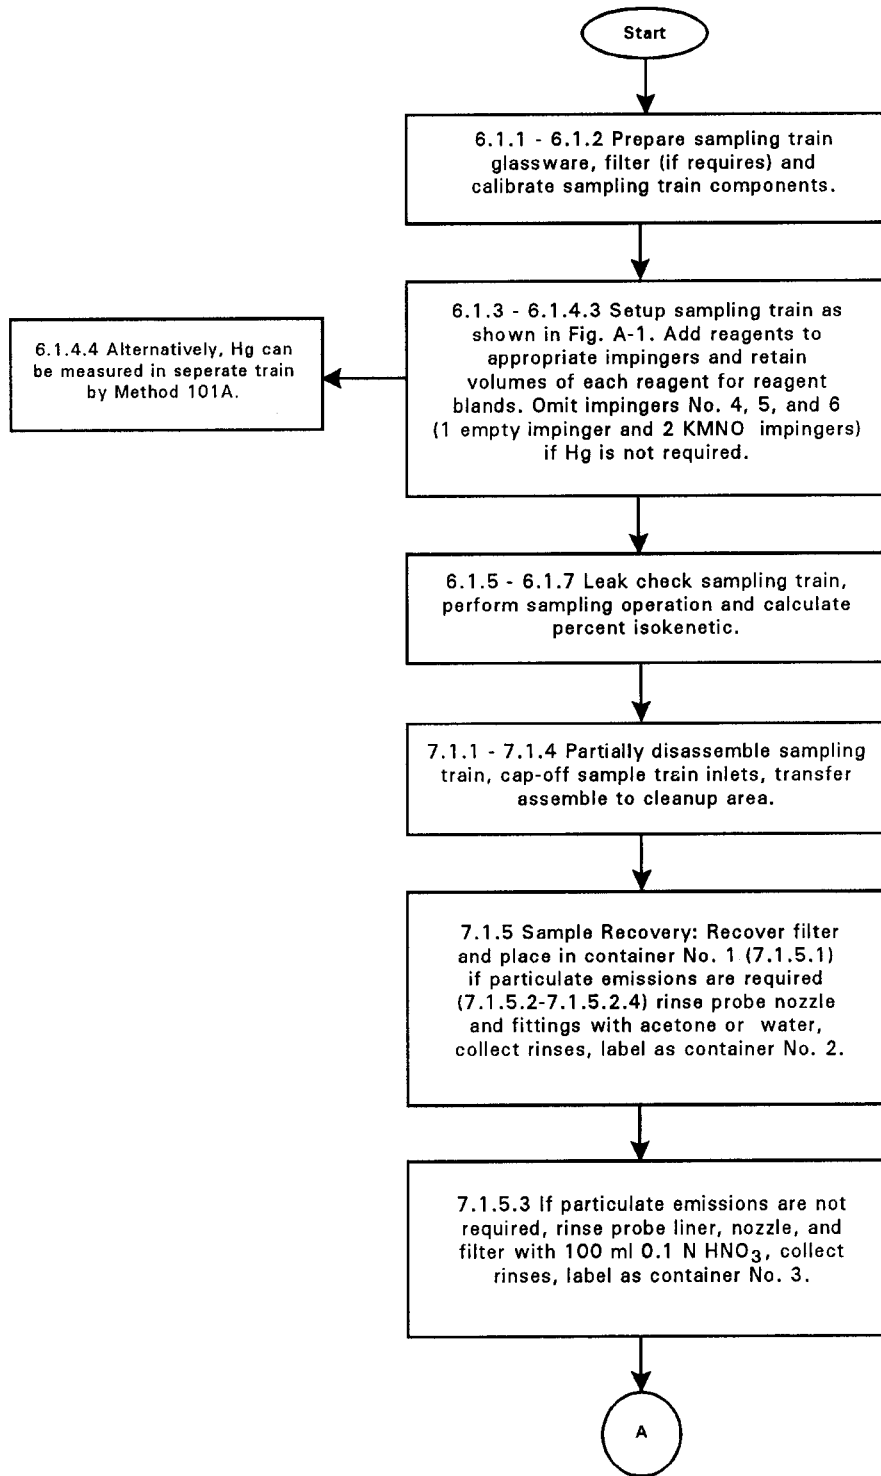 Start
6.1.1 - 6.1.2 Prepare sampling train
glassware, filter (if requires) and
calibrate sampling train components.
6.1.3 - 6.1.4.3 Setup sampling train as
shown in Fig. A-1. Add reagents to
appropriate impingers and retain
volumes of each reagent for reagent
blands. Omit impingers No. 4, 5, and 6
(1 empty impinger and 2 KMNO impingers)
if Hg is not required.
6.1.4.4 Alternatively, Hg can
be measured in seperate train
by Method 101A.
6.1.5 - 6.1.7 Leak check sampling train,
perform sampling operation and calculate
percent isokenetic.
7.1.1 - 7.1.4 Partially disassemble sampling
train, cap-off sample train inlets, transfer
assemble to cleanup area.
7.1.5 Sample Recovery: Recover filter
and place in container No. 1 (7.1.5.1)
if particulate emissions are required
(7.1.5.2-7.1.5.2.4) rinse probe nozzle
and fittings with acetone or water,
collect rinses, label as container No. 2.
7.1.5.3 If particulate emissions are not
required, rinse probe liner, nozzle, and
filter with 100 ml 0.1 N HNO3, collect
rinses, label as container No. 3.
A